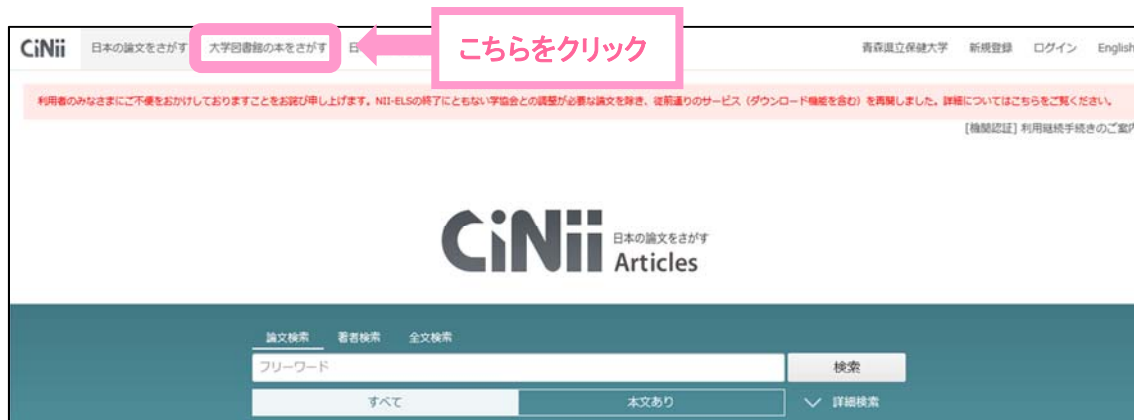 CiNii 日本の論文をさがす 大学図書館の本をさがす 日 こちらをクリック 青森県立保健大学 新規登録 ログイン English
利用者のみなさまにご不便をおかけしておりますことをお詫び申し上げます。NII-ELSの終了にともない学協会との調整が必要な論文を除き、従前通りのサービス（ダウンロード機能を含む）を再開しました。詳細についてはこちらをご覧ください。
[機関認証] 利用継続手続きのご案内
CiNii 日本の論文をさがす
Articles
論文検索 著者検索 全文検索
フリーワード 検索
すべて 本文あり 詳細検索